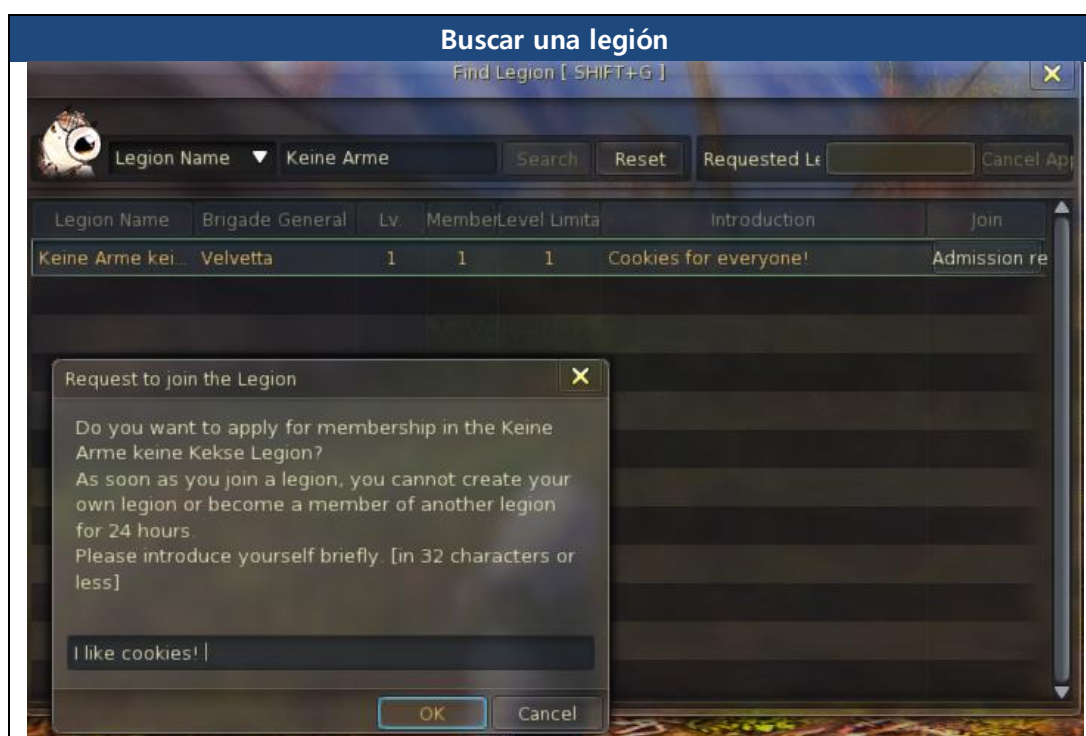 Buscar una legión
Find Legion [ SHIFT+G ]
Legion Name Keine Arme Search Reset Requested Le Cancel App
Legion Name Brigade General Lv. Member Level Limita Introduction Join
Keine Arme kei... Velvetta 1 1 1 Cookies for everyone! Admission re
Request to join the Legion
Do you want to apply for membership in the Keine
Arme keine Kekse Legion?
As soon as you join a legion, you cannot create your
own legion or become a member of another legion
for 24 hours.
Please introduce yourself briefly. [in 32 characters or
less]
I like cookies!
OK Cancel